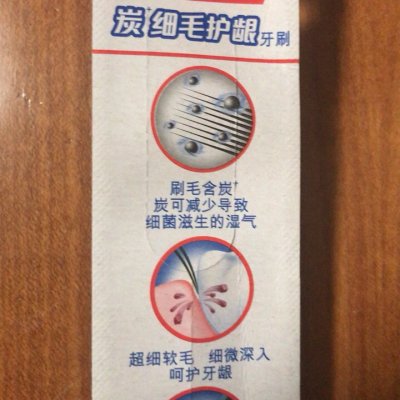 炭†细毛护龈牙刷
刷毛含炭†
炭可减少导致
细菌滋生的湿气
超细软毛 细微深入
呵护牙龈